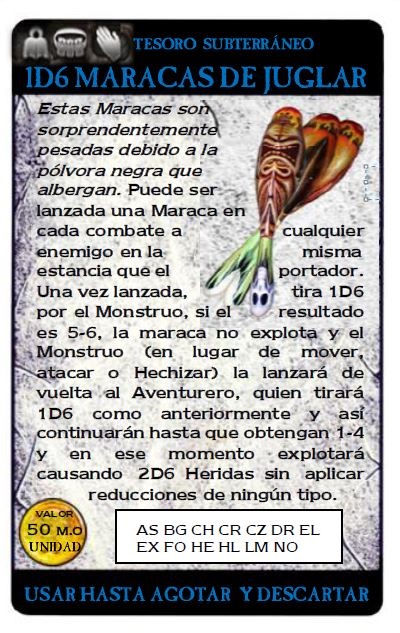 TESORO SUBTERRÁNEO
1D6 MARACAS DE JUGLAR
Estas Maracas son
sorprendentemente
pesadas debido a la
pólvora negra que
albergan. Puede ser
lanzada una Maraca en
cada combate a cualquier
enemigo en la misma
estancia que el portador.
Una vez lanzada, tira 1D6
por el Monstruo, si el resultado
es 5-6, la maraca no explota y el
Monstruo (en lugar de mover,
atacar o Hechizar) la lanzará de
vuelta al Aventurero, quien tirará
1D6 como anteriormente y así
continuarán hasta que obtengan 1-4
y en ese momento explotará
causando 2D6 Heridas sin aplicar
reducciones de ningún tipo.
VALOR
50 M.O
UNIDAD
AS BG CH CR CZ DR EL
EX FO HE HL LM NO
USAR HASTA AGOTAR Y DESCARTAR